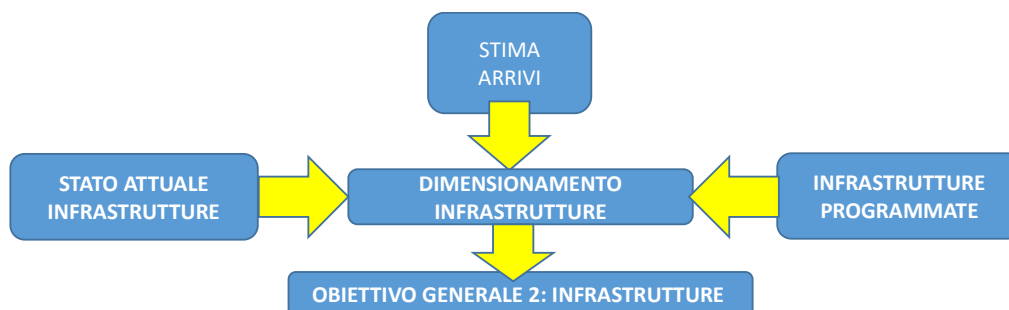 STIMA
ARRIVI
STATO ATTUALE
INFRASTRUTTURE
DIMENSIONAMENTO
INFRASTRUTTURE
INFRASTRUTTURE
PROGRAMMATE
OBIETTIVO GENERALE 2: INFRASTRUTTURE